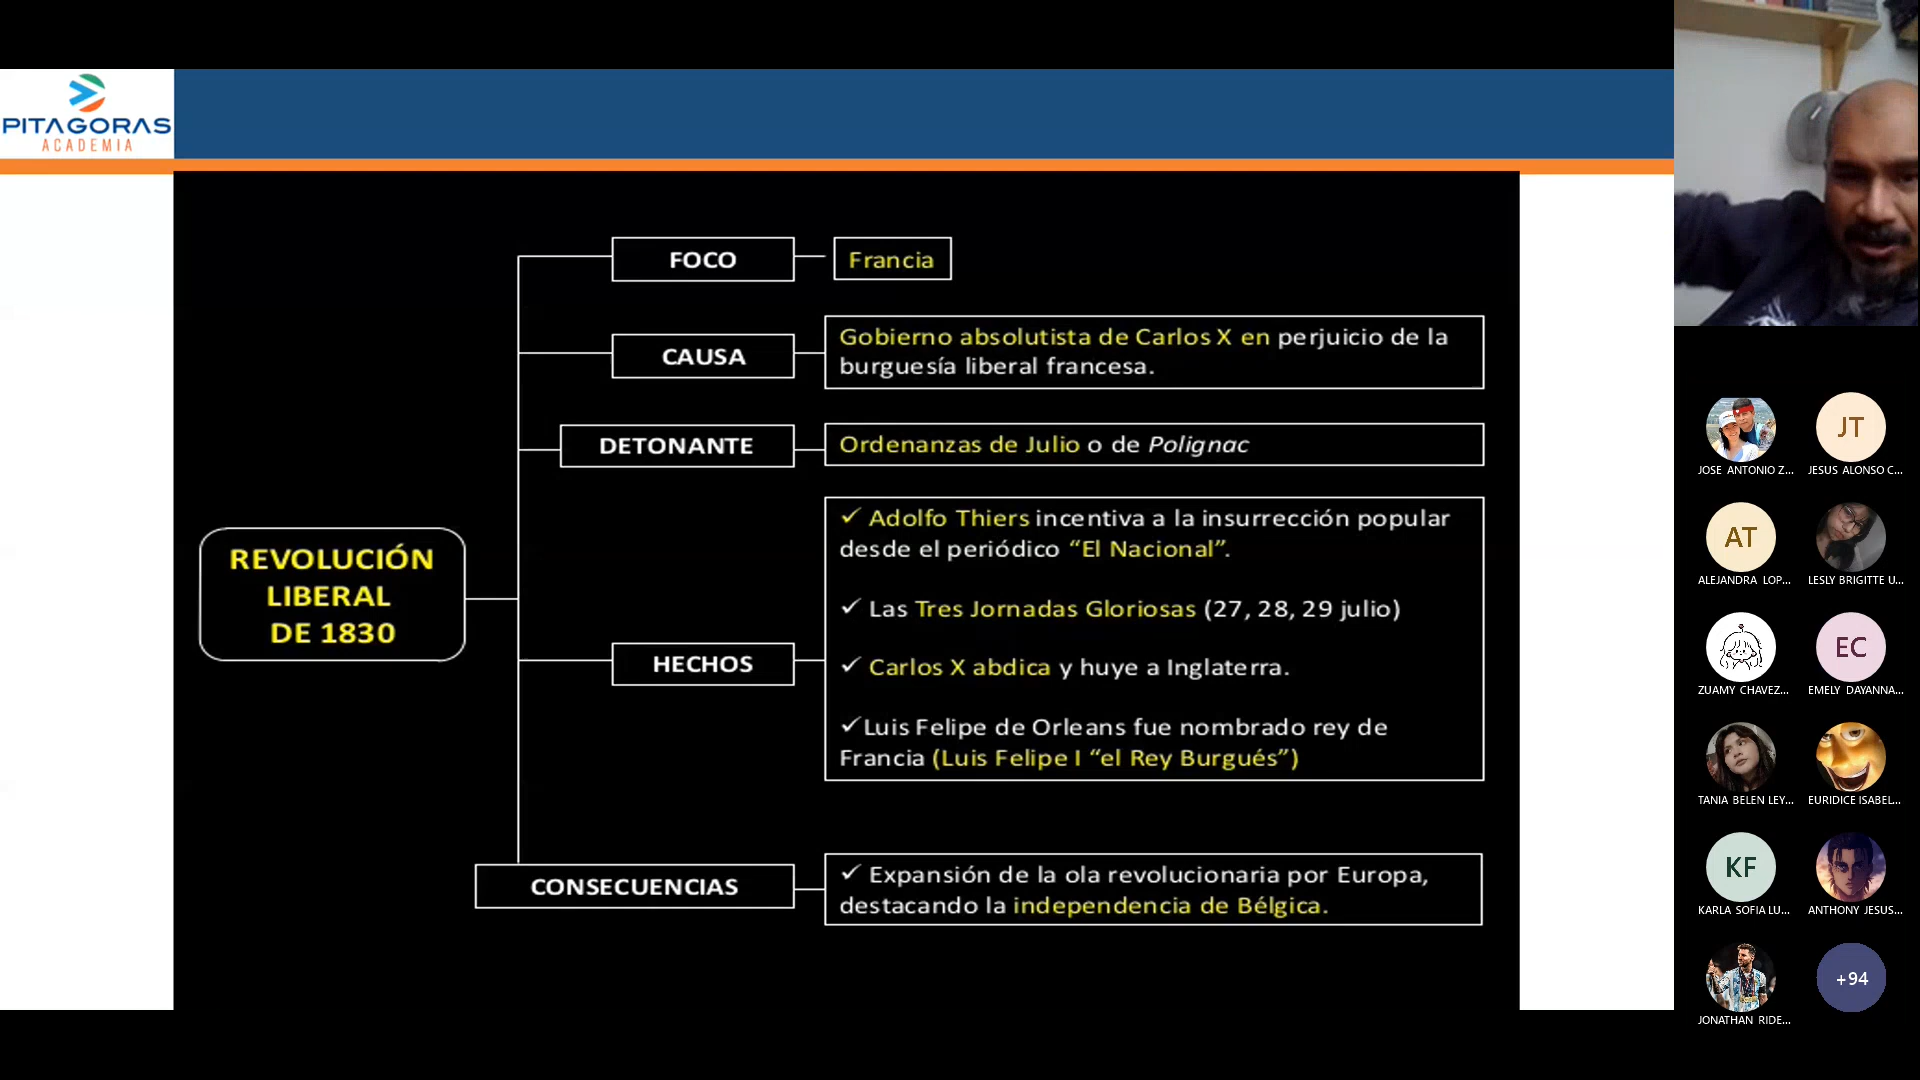 PITAGORAS
ACADEMIA
REVOLUCIÓN
LIBERAL
DE 1830
FOCO
Francia
CAUSA
Gobierno absolutista de Carlos X en perjuicio de la
burguesía liberal francesa.
DETONANTE
Ordenanzas de Julio o de Polignac
HECHOS
✓ Adolfo Thiers incentiva a la insurrección popular
desde el periódico “El Nacional”.
✓ Las Tres Jornadas Gloriosas (27, 28, 29 julio)
✓ Carlos X abdica y huye a Inglaterra.
✓Luis Felipe de Orleans fue nombrado rey de
Francia (Luis Felipe I “el Rey Burgués”)
CONSECUENCIAS
✓ Expansión de la ola revolucionaria por Europa,
destacando la independencia de Bélgica.
JT
JOSE ANTONIO Z...
JESUS ALONSO C...
AT
ALEJANDRA LOP...
LESLY BRIGITTE U...
EC
ZUAMY CHAVEZ...
EMELY DAYANNA...
TANIA BELEN LEY...
EURIDICE ISABEL...
KF
KARLA SOFIA LU...
ANTHONY JESUS...
+94
JONATHAN RIDE...